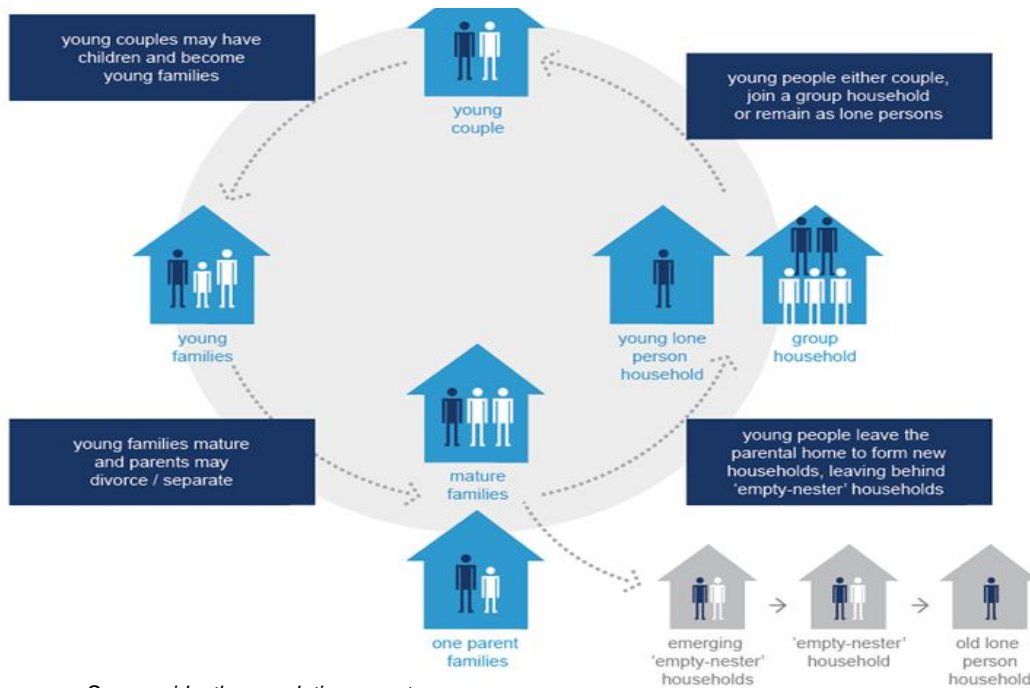 young couples may have
children and become
young families
young
couple
young people either couple,
join a group household
or remain as lone persons
young
families
young lone
person
household
group
household
young families mature
and parents may
divorce / separate
mature
families
young people leave the
parental home to form new
households, leaving behind
'empty-nester' households
one parent
families
emerging
'empty-nester'
households
'empty-nester'
household
old lone
person
household